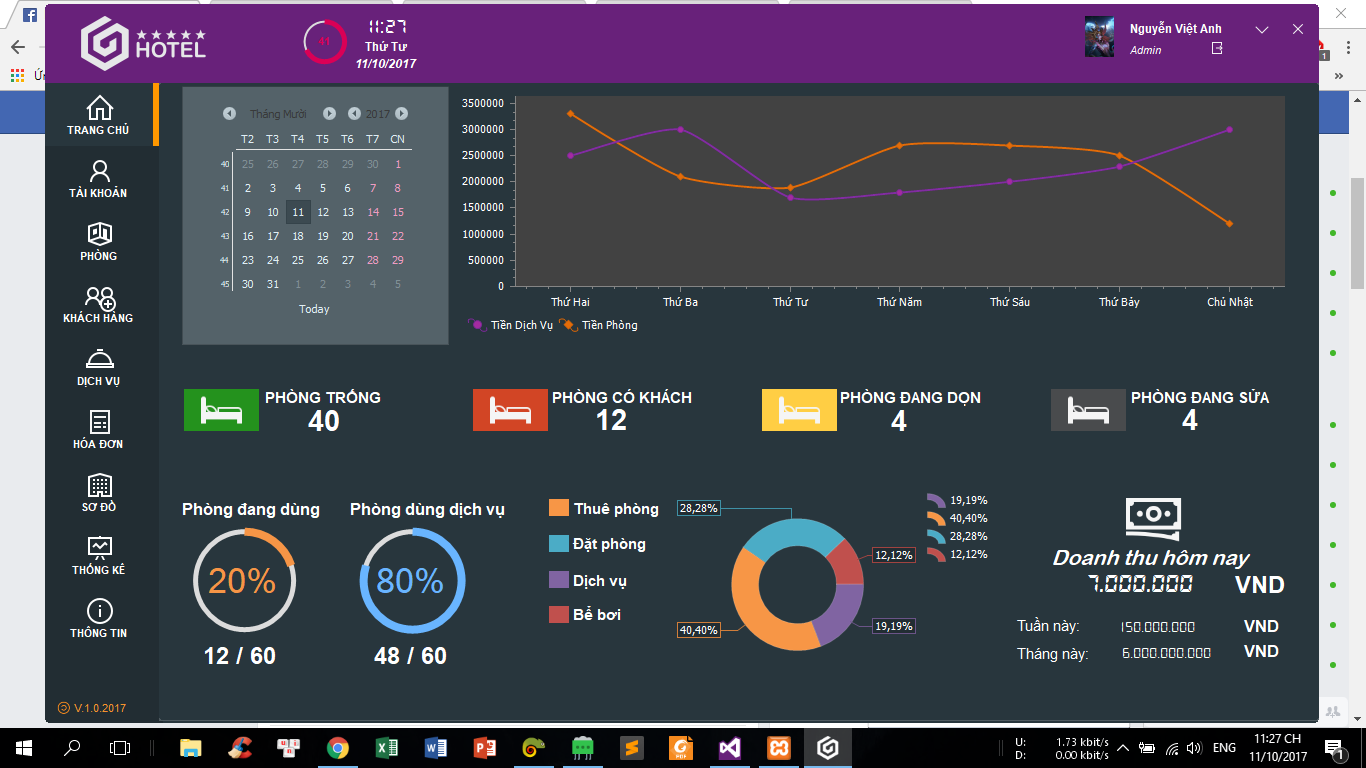 HOTEL
41
11:27
Thứ Tư
11/10/2017
Nguyễn Việt Anh
Admin
TRANG CHỦ
TÀI KHOẢN
PHÒNG
KHÁCH HÀNG
DỊCH VỤ
HÓA ĐƠN
SƠ ĐỒ
THỐNG KÊ
THÔNG TIN
V.1.0.2017
Tháng Mười 2017
T2 T3 T4 T5 T6 T7 CN
40 25 26 27 28 29 30 1
41 2 3 4 5 6 7 8
42 9 10 11 12 13 14 15
43 16 17 18 19 20 21 22
44 23 24 25 26 27 28 29
45 30 31 1 2 3 4 5
Today
3500000
3000000
2500000
2000000
1500000
1000000
500000
0
Thứ Hai Thứ Ba Thứ Tư Thứ Năm Thứ Sáu Thứ Bảy Chủ Nhật
Tiền Dịch Vụ Tiền Phòng
PHÒNG TRỐNG
40
PHÒNG CÓ KHÁCH
12
PHÒNG ĐANG DỌN
4
PHÒNG ĐANG SỬA
4
Phòng đang dùng
20%
12 / 60
Phòng dùng dịch vụ
80%
48 / 60
Thuê phòng
Đặt phòng
Dịch vụ
Bể bơi
28,28%
12,12%
40,40%
19,19%
19,19%
40,40%
28,28%
12,12%
Doanh thu hôm nay
7.000.000 VND
Tuần này: 150.000.000 VND
Tháng này: 6.000.000.000 VND
U: 1.73 kbit/s
D: 0.00 kbit/s
ENG
11:27 CH
11/10/2017
1